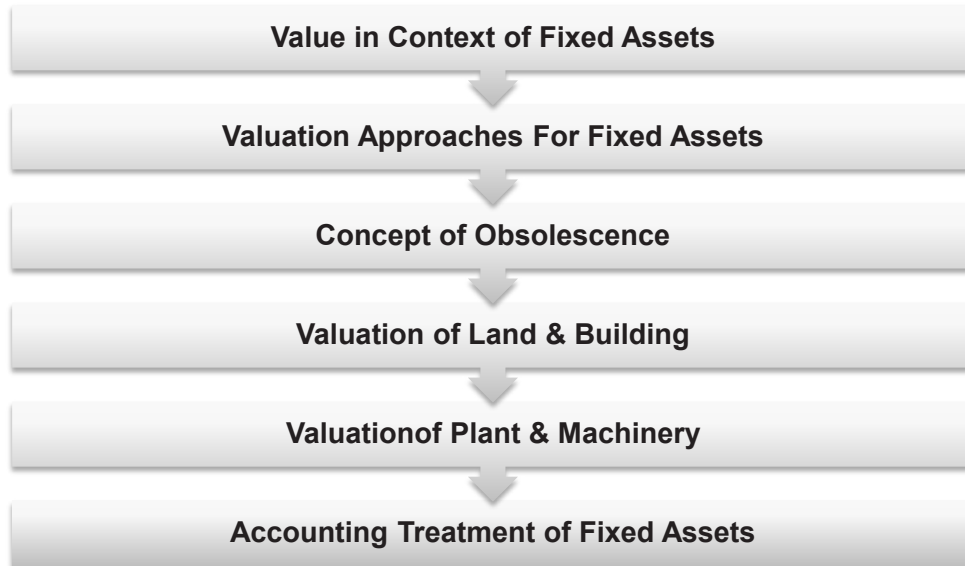 Value in Context of Fixed Assets
Valuation Approaches For Fixed Assets
Concept of Obsolescence
Valuation of Land & Building
Valuationof Plant & Machinery
Accounting Treatment of Fixed Assets